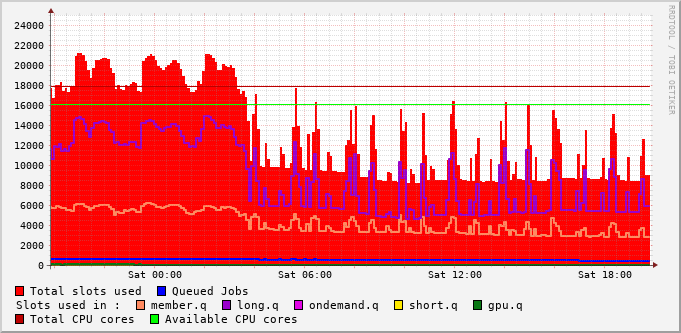 RRDTOOL / TOBI OETIKER
24000
22000
20000
18000
16000
14000
12000
10000
8000
6000
4000
2000
0
Sat 00:00 Sat 06:00 Sat 12:00 Sat 18:00
Total slots used Queued Jobs
Slots used in : member.q long.q ondemand.q short.q gpu.q
Total CPU cores Available CPU cores